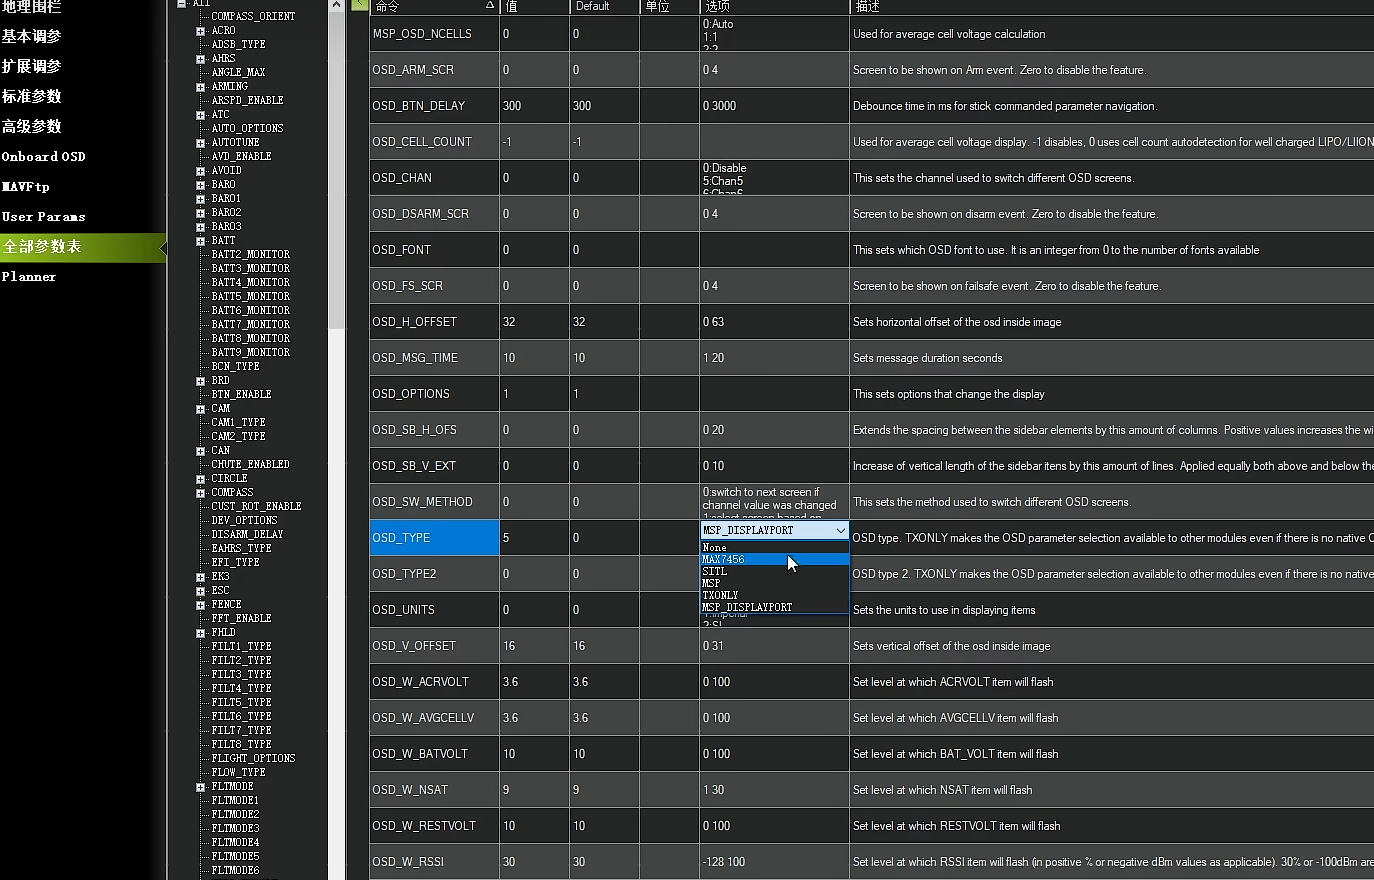 地理围栏
基本调参
扩展调参
标准参数
高级参数
Onboard OSD
MAVFtp
User Params
全部参数表
Planner
All
COMPASS_ORIENT
ACRO
ADSB_TYPE
AHRS
ANGLE_MAX
ARMING
ARSPD_ENABLE
ATC
AUTO_OPTIONS
AUTOTUNE
AVD_ENABLE
AVOID
BARO
BARO1
BARO2
BARO3
BATT
BATT2_MONITOR
BATT3_MONITOR
BATT4_MONITOR
BATT5_MONITOR
BATT6_MONITOR
BATT7_MONITOR
BATT8_MONITOR
BATT9_MONITOR
BCN_TYPE
BRD
BTN_ENABLE
CAM
CAM1_TYPE
CAM2_TYPE
CAN
CHUTE_ENABLED
CIRCLE
COMPASS
CUST_ROT_ENABLE
DEV_OPTIONS
DISARM_DELAY
EAHRS_TYPE
EFI_TYPE
EK3
ESC
FENCE
FFT_ENABLE
FHLD
FILT1_TYPE
FILT2_TYPE
FILT3_TYPE
FILT4_TYPE
FILT5_TYPE
FILT6_TYPE
FILT7_TYPE
FILT8_TYPE
FLIGHT_OPTIONS
FLOW_TYPE
FLTMODE
FLTMODE1
FLTMODE2
FLTMODE3
FLTMODE4
FLTMODE5
FLTMODE6
命令 值 Default 单位 选项 描述
MSP_OSD_NCELLS 0 0 0:Auto
1:1
2:2
Used for average cell voltage calculation
OSD_ARM_SCR 0 0 0 4 Screen to be shown on Arm event. Zero to disable the feature.
OSD_BTN_DELAY 300 300 0 3000 Debounce time in ms for stick commanded parameter navigation.
OSD_CELL_COUNT -1 -1 Used for average cell voltage display. -1 disables, 0 uses cell count autodetection for well charged LIPO/LIION
OSD_CHAN 0 0 0:Disable
5:Chan5
6:Chan6
This sets the channel used to switch different OSD screens.
OSD_DSARM_SCR 0 0 0 4 Screen to be shown on disarm event. Zero to disable the feature.
OSD_FONT 0 0 This sets which OSD font to use. It is an integer from 0 to the number of fonts available
OSD_FS_SCR 0 0 0 4 Screen to be shown on failsafe event. Zero to disable the feature.
OSD_H_OFFSET 32 32 0 63 Sets horizontal offset of the osd inside image
OSD_MSG_TIME 10 10 1 20 Sets message duration seconds
OSD_OPTIONS 1 1 This sets options that change the display
OSD_SB_H_OFS 0 0 0 20 Extends the spacing between the sidebar elements by this amount of columns. Positive values increases the wi
OSD_SB_V_EXT 0 0 0 10 Increase of vertical length of the sidebar itens by this amount of lines. Applied equally both above and below the
OSD_SW_METHOD 0 0 0:switch to next screen if
channel value was changed
1:select screen based on
This sets the method used to switch different OSD screens.
OSD_TYPE 5 0 MSP_DISPLAYPORT OSD type. TXONLY makes the OSD parameter selection available to other modules even if there is no native O
None
MAX7456
SITL
MSP
TXONLY
MSP_DISPLAYPORT
OSD_TYPE2 0 0 OSD type 2. TXONLY makes the OSD parameter selection available to other modules even if there is no native
OSD_UNITS 0 0 1:Imperial
2:SI
Sets the units to use in displaying items
OSD_V_OFFSET 16 16 0 31 Sets vertical offset of the osd inside image
OSD_W_ACRVOLT 3.6 3.6 0 100 Set level at which ACRVOLT item will flash
OSD_W_AVGCELLV 3.6 3.6 0 100 Set level at which AVGCELLV item will flash
OSD_W_BATVOLT 10 10 0 100 Set level at which BAT_VOLT item will flash
OSD_W_NSAT 9 9 1 30 Set level at which NSAT item will flash
OSD_W_RESTVOLT 10 10 0 100 Set level at which RESTVOLT item will flash
OSD_W_RSSI 30 30 -128 100 Set level at which RSSI item will flash (in positive % or negative dBm values as applicable). 30% or -100dBm are